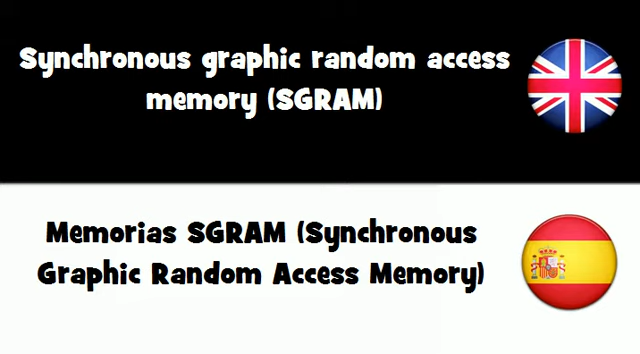 Synchronous graphic random access
memory (SGRAM)
Memorias SGRAM (Synchronous
Graphic Random Access Memory)